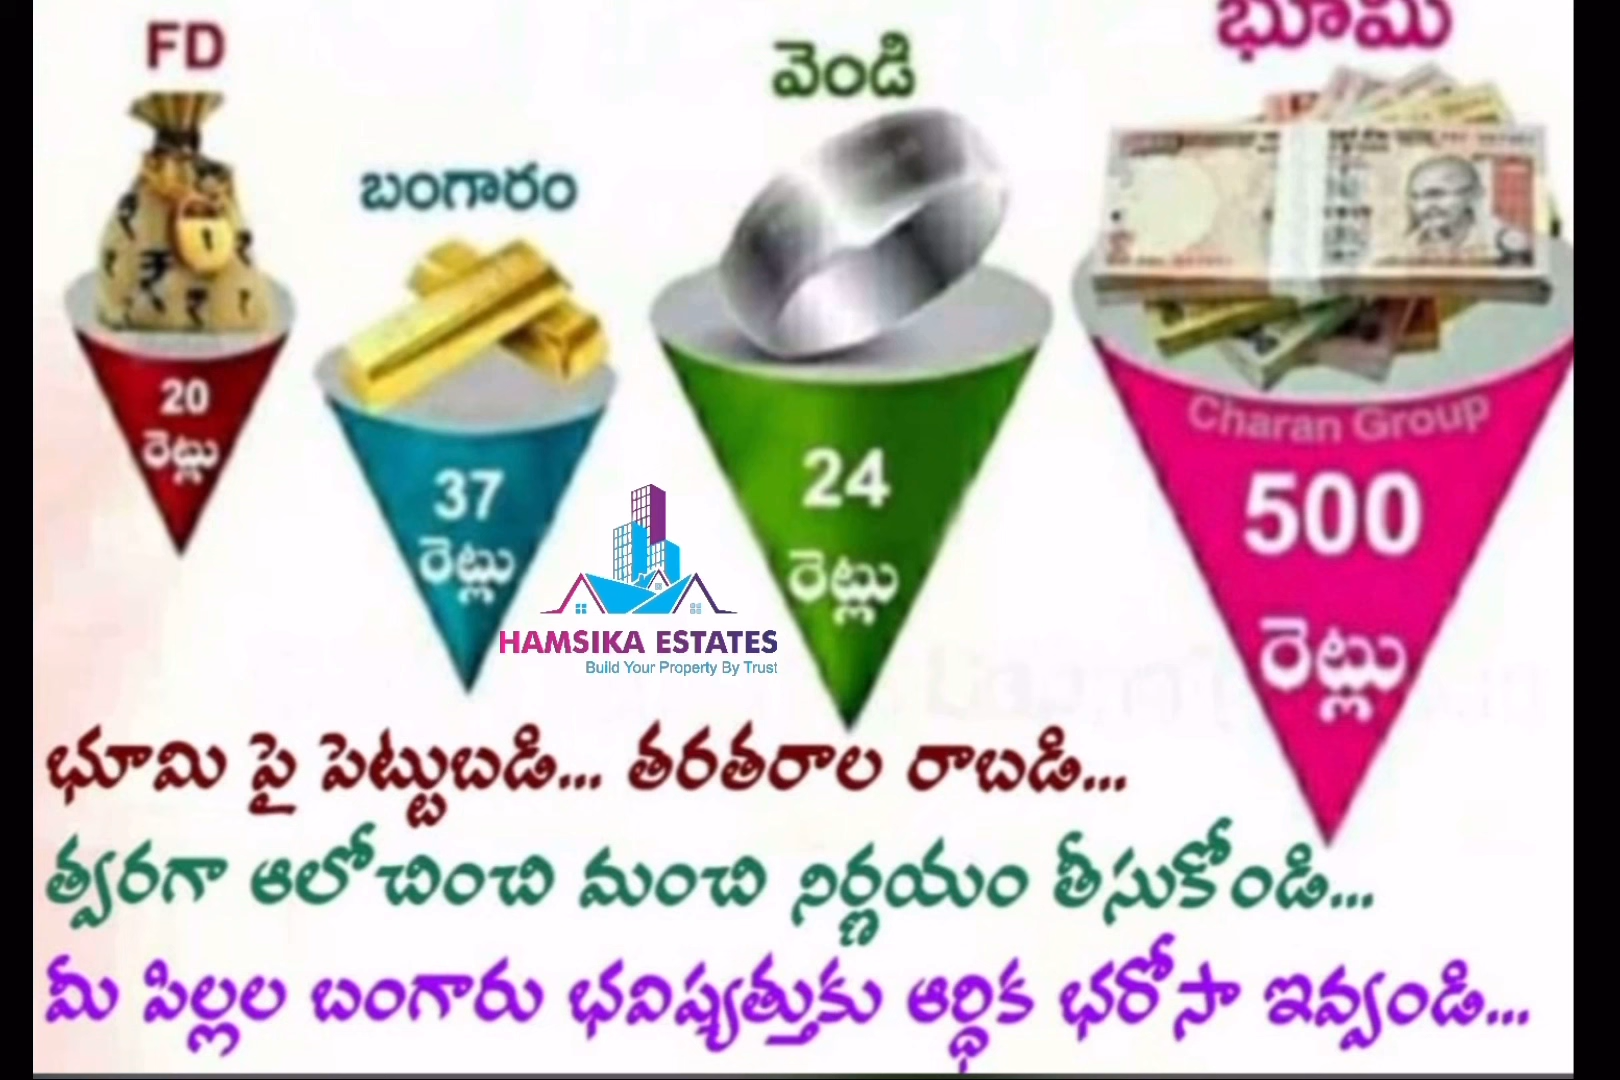 FD
బంగారం
వెండి
భూమి
20
రెట్లు
37
రెట్లు
24
రెట్లు
Charan Group
500
రెట్లు
HAMSIKA ESTATES
Build Your Property By Trust
భూమి పై పెట్టుబడి... తరతరాల రాబడి...
త్వరగా ఆలోచించి మంచి నిర్ణయం తీసుకోండి...
మీ పిల్లల బంగారు భవిష్యత్తుకు ఆర్ధిక భరోసా ఇవ్వండి...